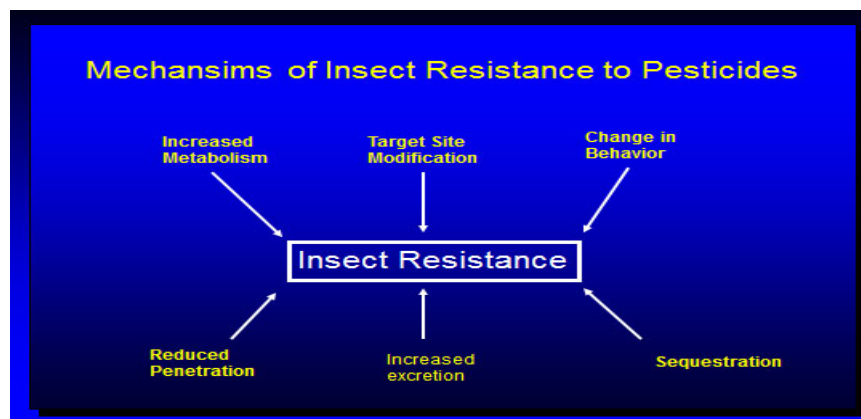 Mechansims of Insect Resistance to Pesticides
Increased
Metabolism
Target Site
Modification
Change in
Behavior
Insect Resistance
Reduced
Penetration
Increased
excretion
Sequestration